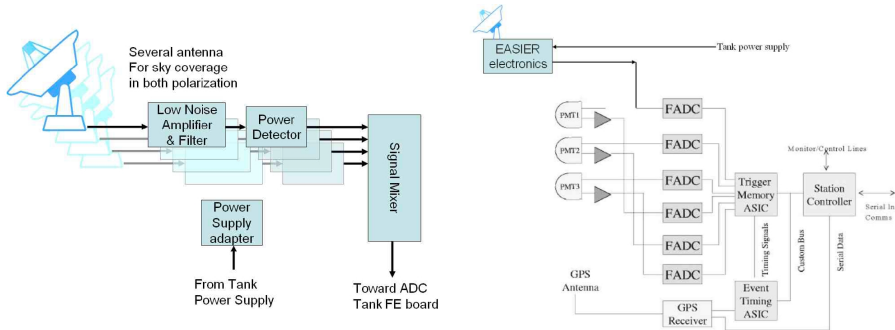 Several antenna
For sky coverage
in both polarization
Low Noise
Amplifier
& Filter
Power
Detector
Signal Mixer
Power
Supply
adapter
From Tank
Power Supply
Toward ADC
Tank FE board
EASIER
electronics
Tank power supply
FADC
PMT1
FADC
PMT2
FADC
PMT3
FADC
FADC
FADC
Trigger
Memory
ASIC
Monitor/Control Lines
Station
Controller
Serial In
Comms
Timing Signals
Custom Bus
Serial Data
GPS
Antenna
GPS
Receiver
Event
Timing
ASIC